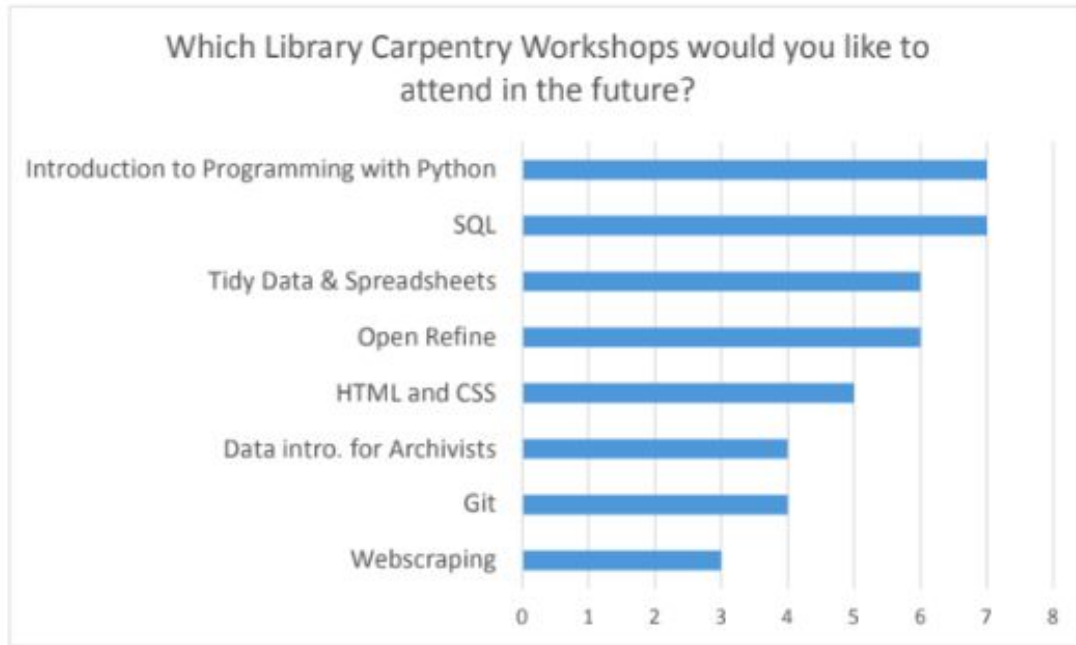 Which Library Carpentry Workshops would you like to
attend in the future?
Introduction to Programming with Python
SQL
Tidy Data & Spreadsheets
Open Refine
HTML and CSS
Data intro. for Archivists
Git
Webscraping
0 1 2 3 4 5 6 7 8